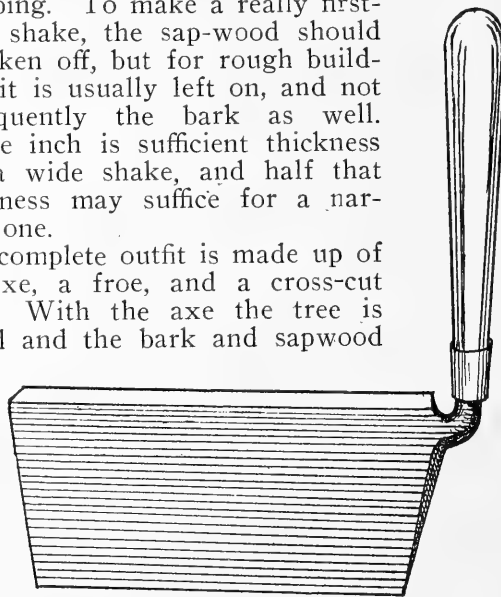 ping. To make a really first-
shake, the sap-wood should
ken off, but for rough build-
it is usually left on, and not
quently the bark as well.
e inch is sufficient thickness
a wide shake, and half that
ness may suffice for a nar-
one.
complete outfit is made up of
xe, a froe, and a cross-cut
With the axe the tree is
l and the bark and sapwood